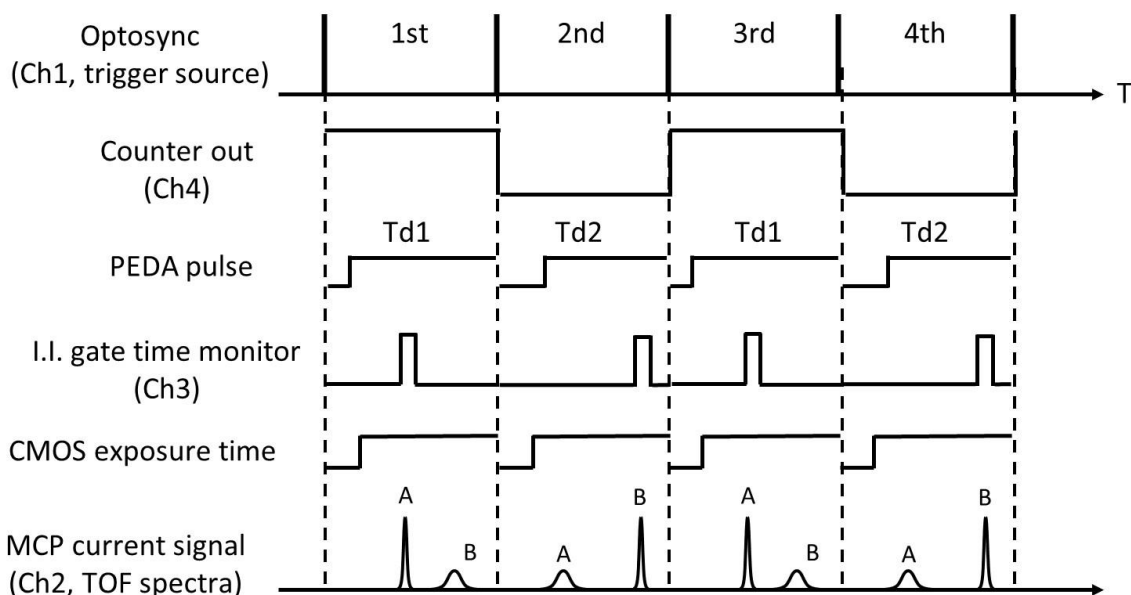 Optosync
(Ch1, trigger source)
1st 2nd 3rd 4th
T
Counter out
(Ch4)
Td1 Td2 Td1 Td2
PEDA pulse
I.I. gate time monitor
(Ch3)
CMOS exposure time
A B A B
B A B A
MCP current signal
(Ch2, TOF spectra)